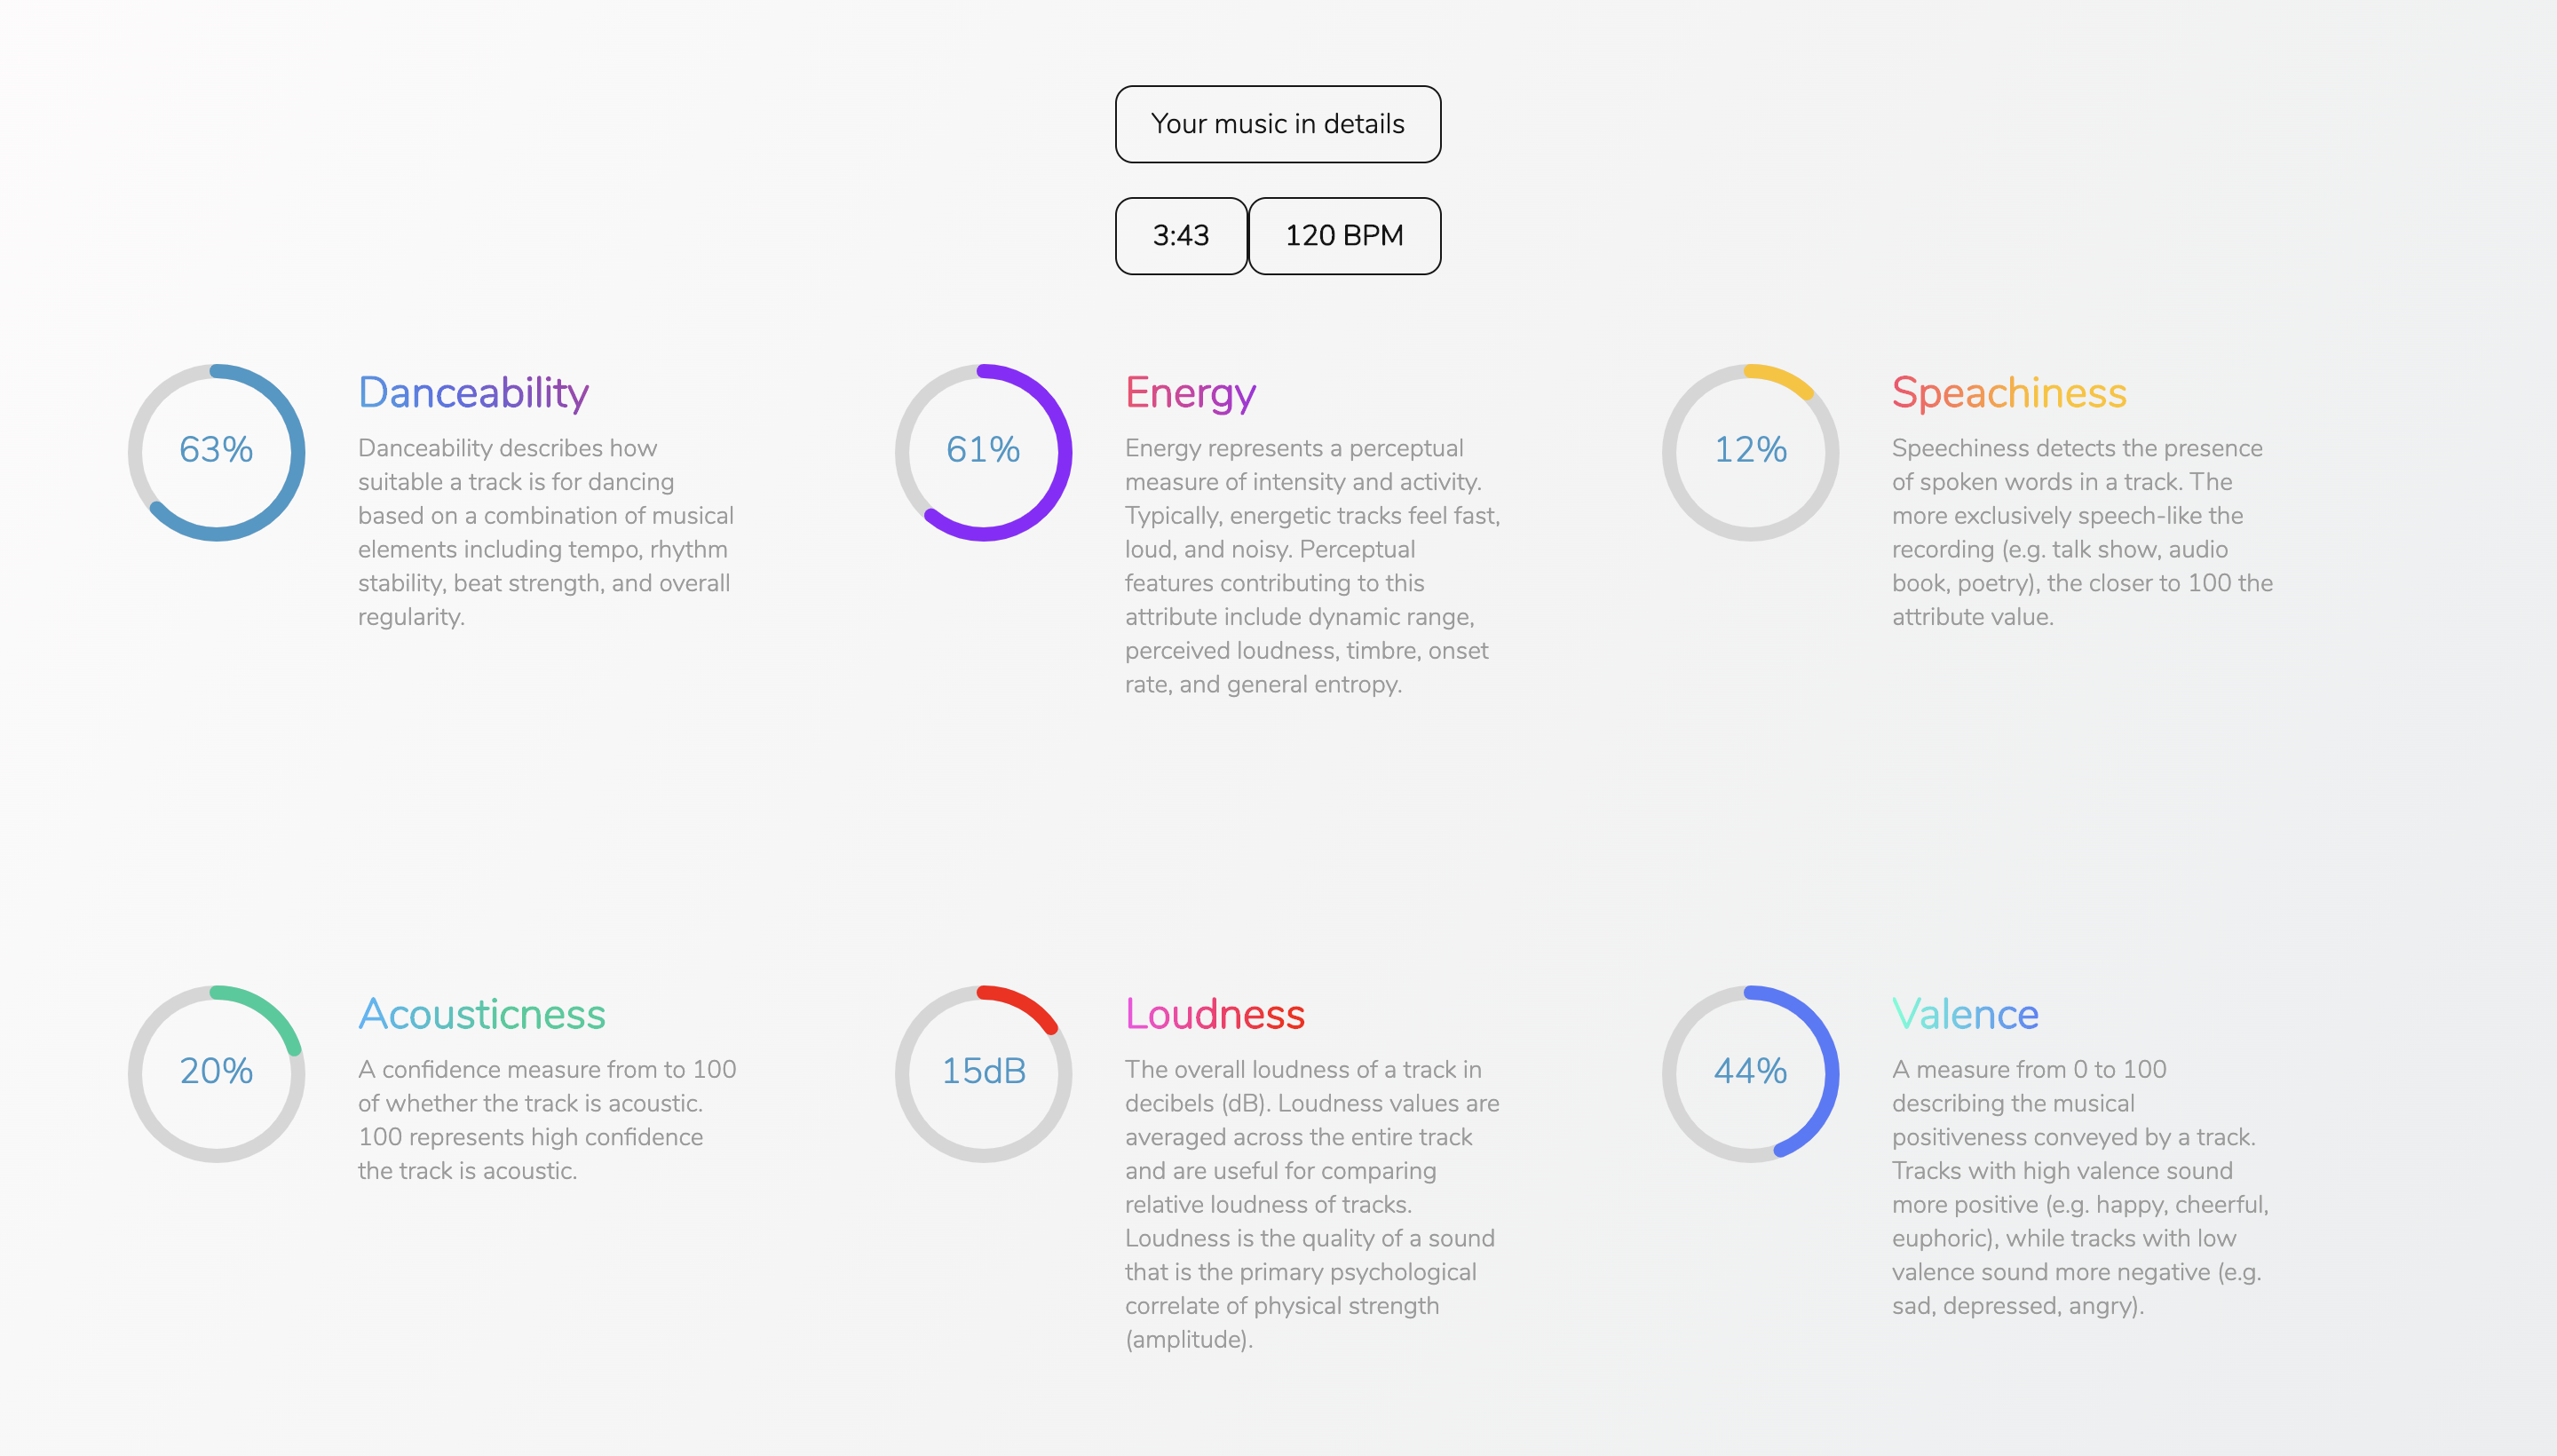 Your music in details
3:43
120 BPM
63%
Danceability
Danceability describes how
suitable a track is for dancing
based on a combination of musical
elements including tempo, rhythm
stability, beat strength, and overall
regularity.
61%
Energy
Energy represents a perceptual
measure of intensity and activity.
Typically, energetic tracks feel fast,
loud, and noisy. Perceptual
features contributing to this
attribute include dynamic range,
perceived loudness, timbre, onset
rate, and general entropy.
12%
Speachiness
Speechiness detects the presence
of spoken words in a track. The
more exclusively speech-like the
recording (e.g. talk show, audio
book, poetry), the closer to 100 the
attribute value.
20%
Acousticness
A confidence measure from to 100
of whether the track is acoustic.
100 represents high confidence
the track is acoustic.
15dB
Loudness
The overall loudness of a track in
decibels (dB). Loudness values are
averaged across the entire track
and are useful for comparing
relative loudness of tracks.
Loudness is the quality of a sound
that is the primary psychological
correlate of physical strength
(amplitude).
44%
Valence
A measure from 0 to 100
describing the musical
positiveness conveyed by a track.
Tracks with high valence sound
more positive (e.g. happy, cheerful,
euphoric), while tracks with low
valence sound more negative (e.g.
sad, depressed, angry).